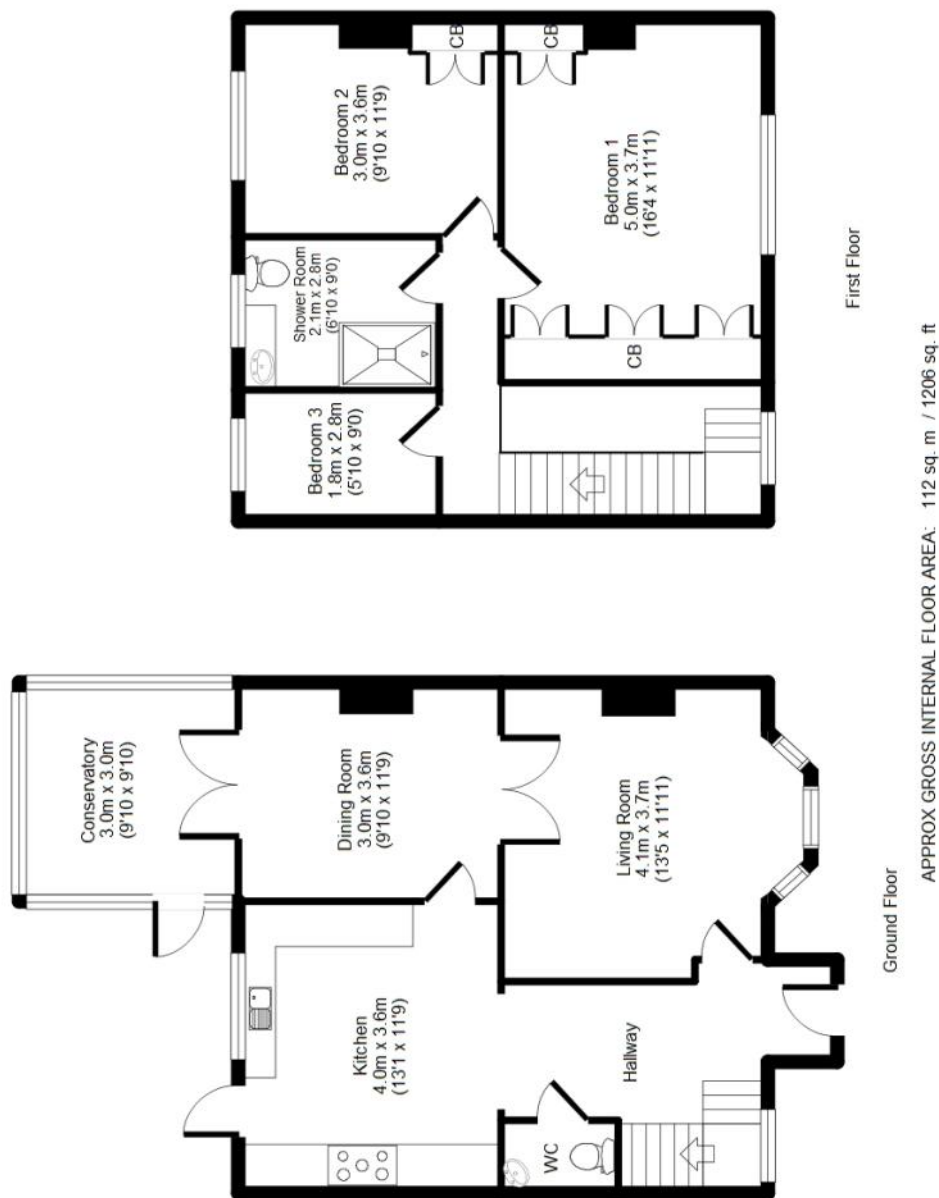 Conservatory
3.0m x 3.0m
(9'10 x 9'10)
Kitchen
4.0m x 3.6m
(13'1 x 11'9)
Dining Room
3.0m x 3.6m
(9'10 x 11'9)
WC
Hallway
Living Room
4.1m x 3.7m
(13'5 x 11'11)
Ground Floor
Bedroom 3
1.8m x 2.8m
(5'10 x 9'0)
Shower Room
2.1m x 2.8m
(6'10 x 9'0)
Bedroom 2
3.0m x 3.6m
(9'10 x 11'9)
CB
CB
Bedroom 1
5.0m x 3.7m
(16'4 x 11'11)
CB
First Floor
APPROX GROSS INTERNAL FLOOR AREA: 112 sq. m / 1206 sq. ft